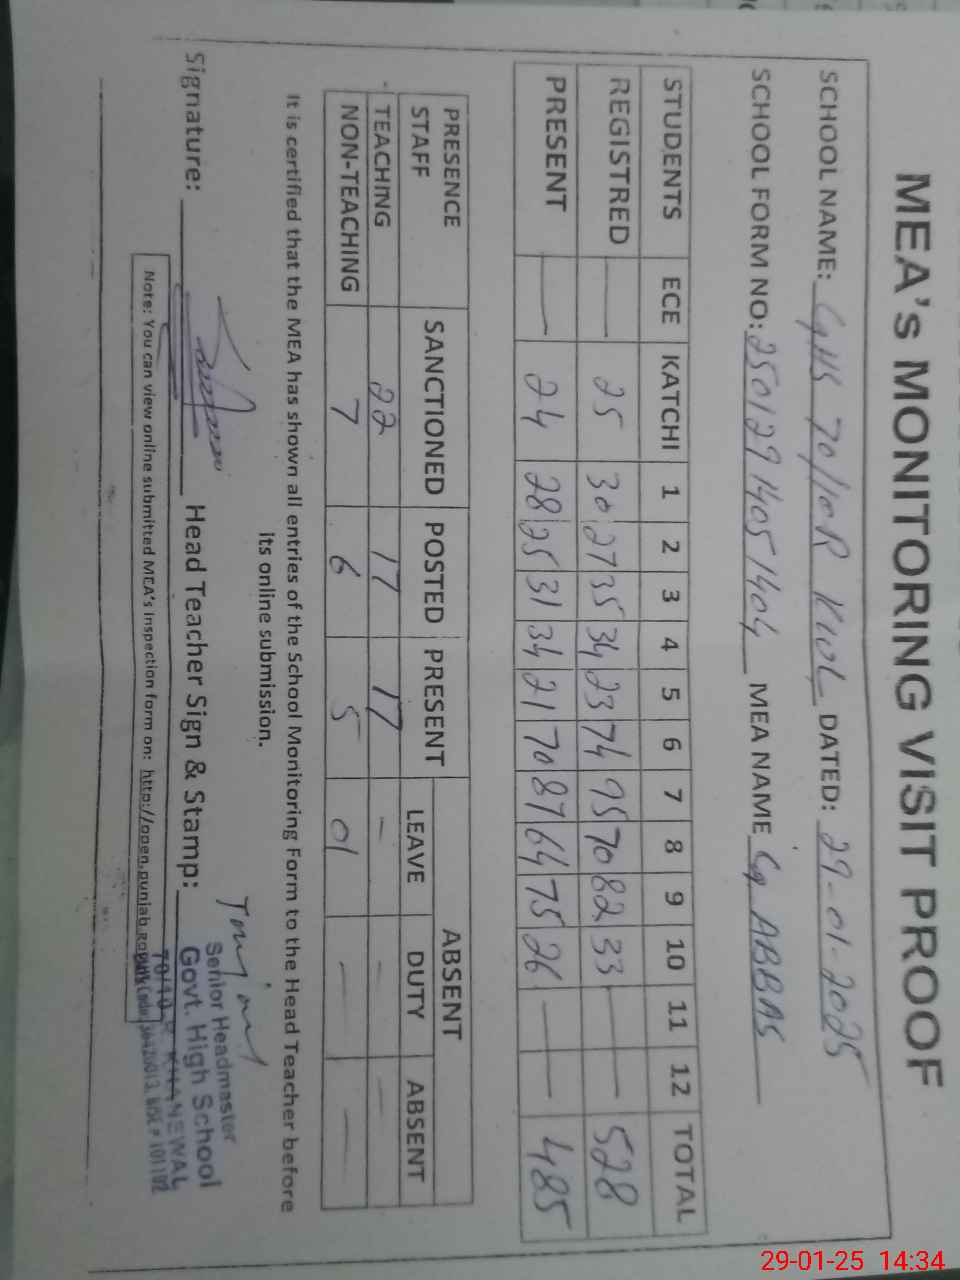 MEA's MONITORING VISIT PROOF
SCHOOL NAME: GHS 70/10R KWL DATED: 29-01-2025
SCHOOL FORM NO: 25012914051404 MEA NAME ABBAS
STUDENTS ECE KATCHI 1 2 3 4 5 6 7 8 9 10 11 12 TOTAL
REGISTRED — 25 30 27 35 34 23 74 95 70 82 33 — — 528
PRESENT — 24 28 25 31 34 21 70 87 64 75 26 — — 485
PRESENCE ABSENT
STAFF SANCTIONED POSTED PRESENT LEAVE DUTY ABSENT
TEACHING 22 17 17 - - -
NON-TEACHING 7 6 5 01 — —
It is certified that the MEA has shown all entries of the School Monitoring Form to the Head Teacher before
its online submission.
Signature: Head Teacher Sign & Stamp:
Senior Headmaster
Govt. High School
70/10-R KHANEWAL
Note: You can view online submitted MEA's inspection form on: http://open.punjab.gov.pk
29-01-25 14:34